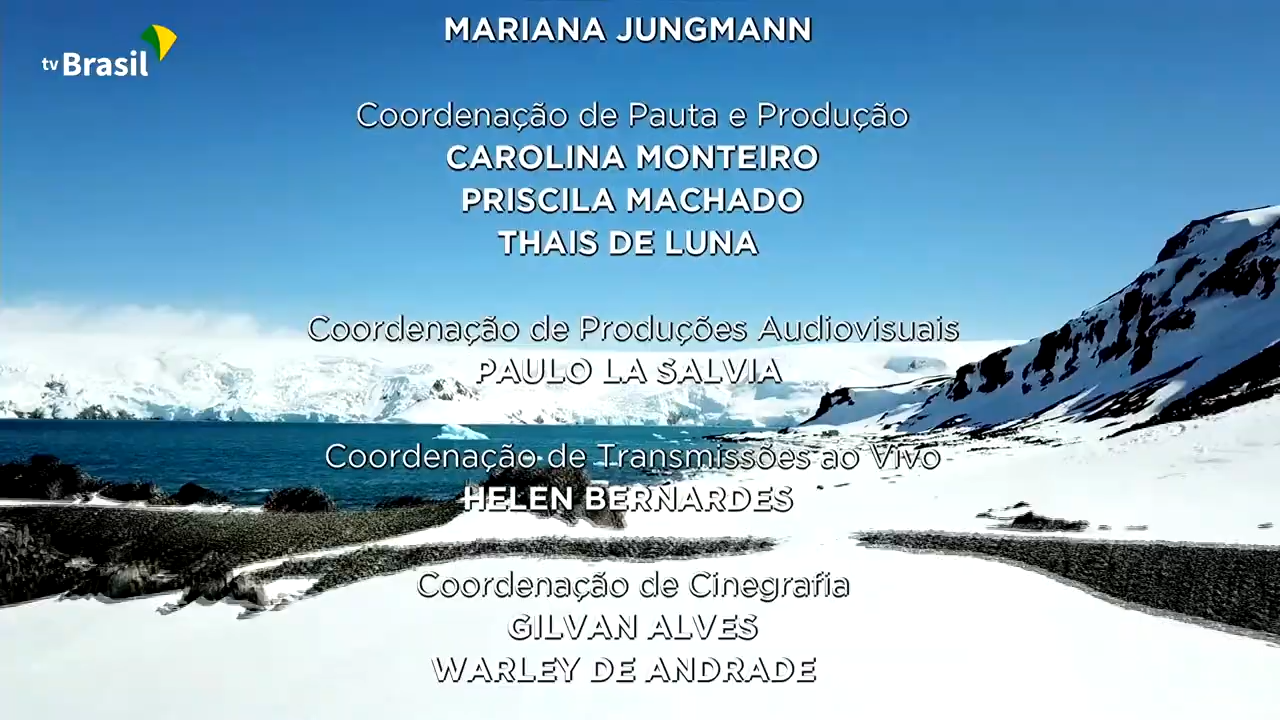 MARIANA JUNGMANN
tv Brasil
Coordenação de Pauta e Produção
CAROLINA MONTEIRO
PRISCILA MACHADO
THAIS DE LUNA
Coordenação de Produções Audiovisuais
PAULO LA SALVIA
Coordenação de Transmissões ao Vivo
HELEN BERNARDES
Coordenação de Cinegrafia
GILVAN ALVES
WARLEY DE ANDRADE